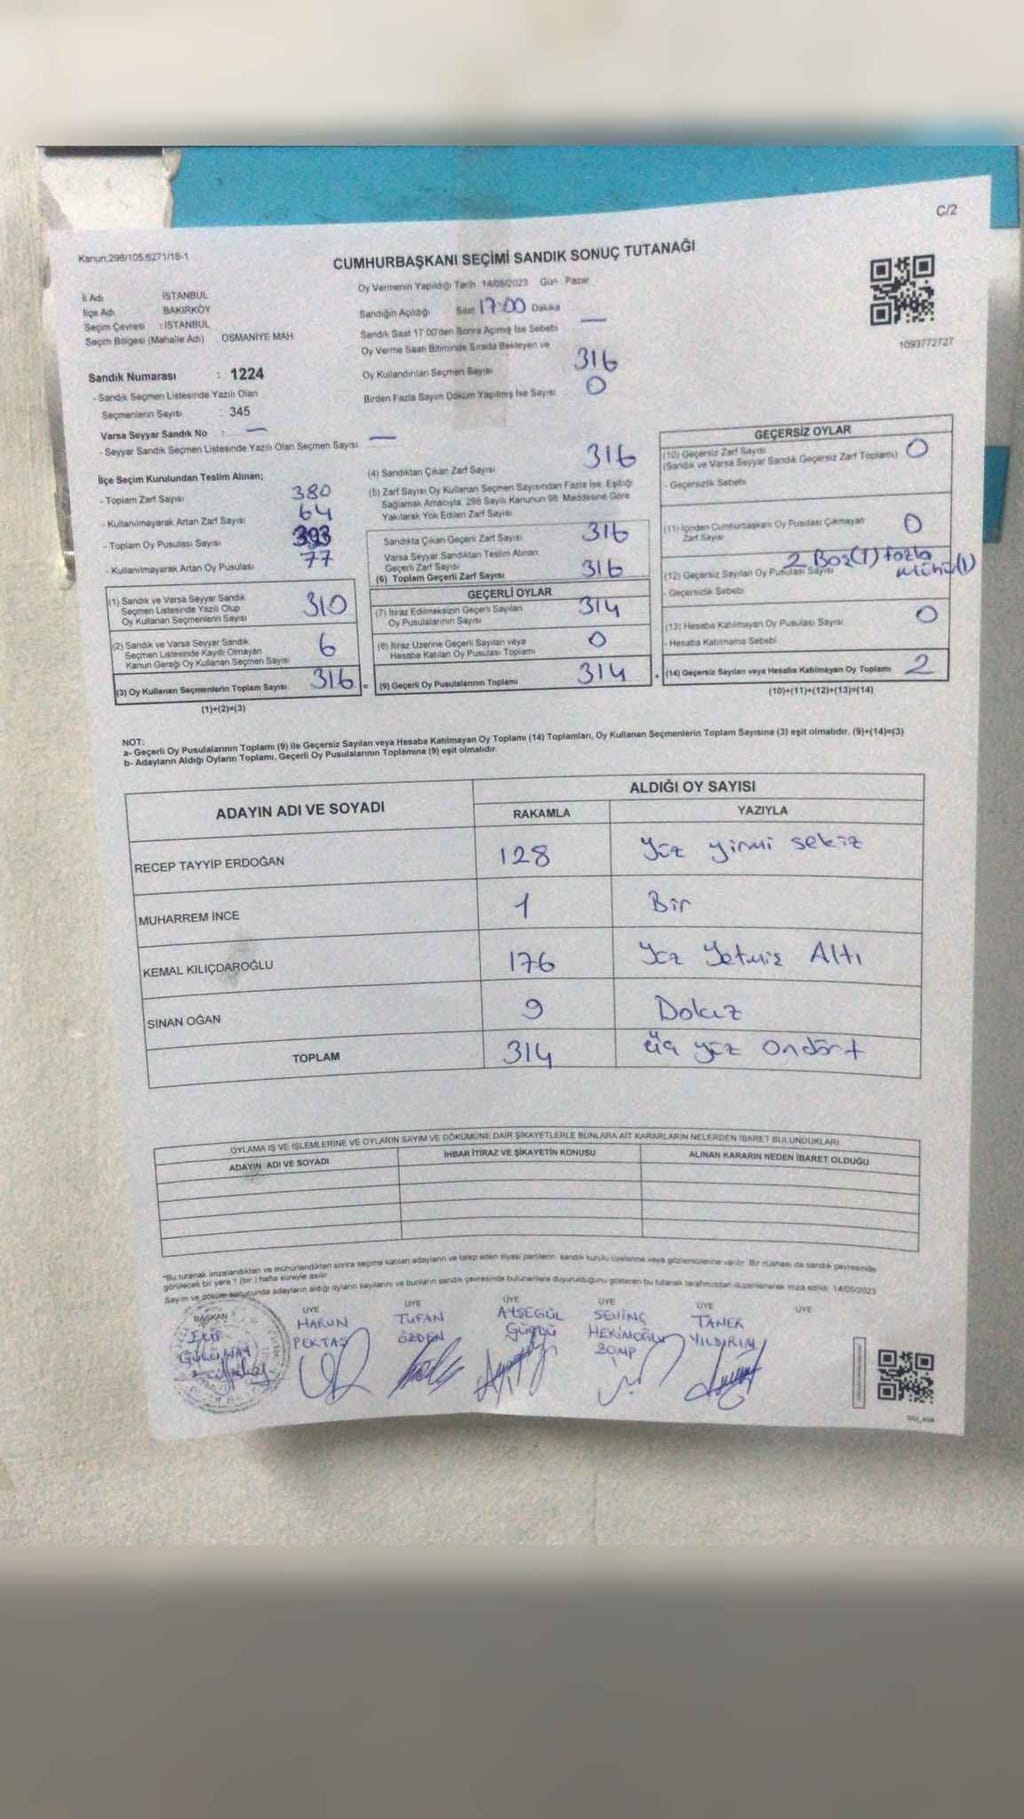 C/2
Kanun:298/105.6271/18-1
CUMHURBAŞKANI SEÇİMİ SANDIK SONUÇ TUTANAĞI
İl Adı İSTANBUL
İlçe Adı BAKIRKÖY
Seçim Çevresi : İSTANBUL
Seçim Bölgesi (Mahalle Adı) OSMANİYE MAH
Oy Vermenin Yapıldığı Tarih 14/05/2023 Gün Pazar
Sandığın Açıldığı Saat 17:00 Dakika
Sandık Saat 17:00'den Sonra Açılmış İse Sebebi —
Oy Verme Saati Bitiminde Sırada Bekleyen ve
Oy Kullandırılan Seçmen Sayısı 316
Birden Fazla Sayım Döküm Yapılmış İse Sayısı 0
1093772727
Sandık Numarası : 1224
- Sandık Seçmen Listesinde Yazılı Olan
Seçmenlerin Sayısı : 345
Varsa Seyyar Sandık No : —
- Seyyar Sandık Seçmen Listesinde Yazılı Olan Seçmen Sayısı —
İlçe Seçim Kurulundan Teslim Alınan;
- Toplam Zarf Sayısı 380
- Kullanılmayarak Artan Zarf Sayısı 64
- Toplam Oy Pusulası Sayısı 393
- Kullanılmayarak Artan Oy Pusulası 77
(1) Sandık ve Varsa Seyyar Sandık
Seçmen Listesinde Yazılı Olup
Oy Kullanan Seçmenlerin Sayısı 310
(2) Sandık ve Varsa Seyyar Sandık
Seçmen Listesinde Kayıtlı Olmayan
Kanun Gereği Oy Kullanan Seçmen Sayısı 6
(3) Oy Kullanan Seçmenlerin Toplam Sayısı 316 =
(1)+(2)=(3)
(4) Sandıktan Çıkan Zarf Sayısı 316
(5) Zarf Sayısı Oy Kullanan Seçmen Sayısından Fazla İse, Eşitliği
Sağlamak Amacıyla, 298 Sayılı Kanunun 98. Maddesine Göre
Yakılarak Yok Edilen Zarf Sayısı
Sandıkta Çıkan Geçerli Zarf Sayısı 316
Varsa Seyyar Sandıktan Teslim Alınan
Geçerli Zarf Sayısı
(6) Toplam Geçerli Zarf Sayısı 316
GEÇERLİ OYLAR
(7) İtiraz Edilmeksizin Geçerli Sayılan
Oy Pusulalarının Sayısı 314
(8) İtiraz Üzerine Geçerli Sayılan veya
Hesaba Katılan Oy Pusulası Toplamı 0
(9) Geçerli Oy Pusulalarının Toplamı 314 +
GEÇERSİZ OYLAR
(10) Geçersiz Zarf Sayısı
(Sandık ve Varsa Seyyar Sandık Geçersiz Zarf Toplamı) 0
- Geçersizlik Sebebi
(11) İçinden Cumhurbaşkanı Oy Pusulası Çıkmayan
Zarf Sayısı 0
(12) Geçersiz Sayılan Oy Pusulası Sayısı 2 Boş(1) fazla
mühür(1)
- Geçersizlik Sebebi
(13) Hesaba Katılmayan Oy Pusulası Sayısı 0
- Hesaba Katılmama Sebebi
(14) Geçersiz Sayılan veya Hesaba Katılmayan Oy Toplamı 2
(10)+(11)+(12)+(13)=(14)
NOT:
a- Geçerli Oy Pusulalarının Toplamı (9) ile Geçersiz Sayılan veya Hesaba Katılmayan Oy Toplamı (14) Toplamları, Oy Kullanan Seçmenlerin Toplam Sayısına (3) eşit olmalıdır. (9)+(14)=(3)
b- Adayların Aldığı Oyların Toplamı, Geçerli Oy Pusulalarının Toplamına (9) eşit olmalıdır.
ADAYIN ADI VE SOYADI
ALDIĞI OY SAYISI
RAKAMLA YAZIYLA
RECEP TAYYİP ERDOĞAN 128 Yüz yirmi sekiz
MUHARREM İNCE 1 Bir
KEMAL KILIÇDAROĞLU 176 Yüz Yetmiş Altı
SİNAN OĞAN 9 Dokuz
TOPLAM 314 üç yüz ondört
OYLAMA İŞ VE İŞLEMLERİNE VE OYLARIN SAYIM VE DÖKÜMÜNE DAİR ŞİKAYETLERLE BUNLARA AİT KARARLARIN NELERDEN İBARET BULUNDUKLARI
ADAYIN ADI VE SOYADI İHBAR İTİRAZ VE ŞİKAYETİN KONUSU ALINAN KARARIN NEDEN İBARET OLDUĞU
*Bu tutanak imzalandıktan ve mühürlendikten sonra seçime katılan adayların ve talep eden siyasi partilerin, sandık kurulu üyelerine veya gözlemcilerine verilir. Bir nüshası da sandık çevresinde
görülecek bir yere 1 (bir) hafta süreyle asılır.
Sayım ve döküm sonucunda adayların aldığı oyların sayılarını ve bunların sandık çevresinde bulunanlara duyurulduğunu gösteren bu tutanak tarafımızdan düzenlenerek imza edildi. 14/05/2023
BAŞKAN ÜYE ÜYE ÜYE ÜYE ÜYE ÜYE
HARUN
PEKTAŞ
TUFAN
ÖZDEN
AYŞEGÜL
SEVİNÇ
HEKİMOĞLU
TANER
YILDIRIM